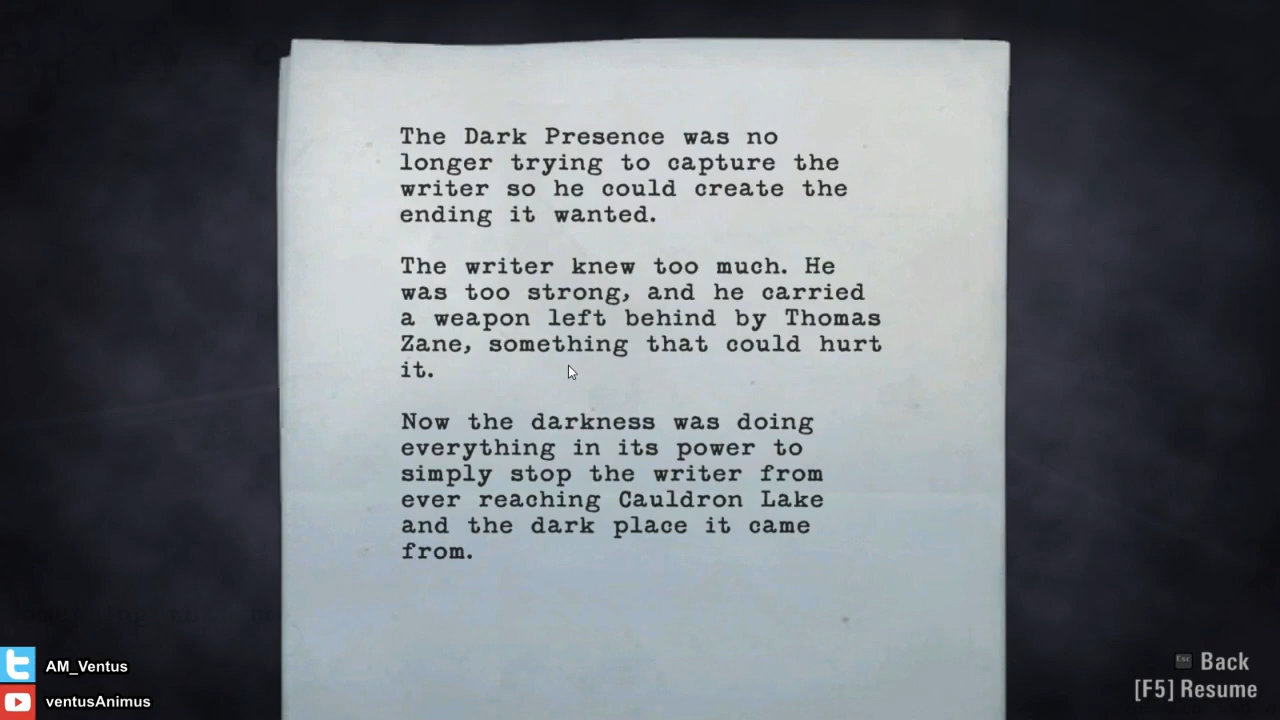 The Dark Presence was no
longer trying to capture the
writer so he could create the
ending it wanted.
The writer knew too much. He
was too strong, and he carried
a weapon left behind by Thomas
Zane, something that could hurt
it.
Now the darkness was doing
everything in its power to
simply stop the writer from
ever reaching Cauldron Lake
and the dark place it came
from.
AM_Ventus
ventusAnimus
Esc Back
[F5] Resume